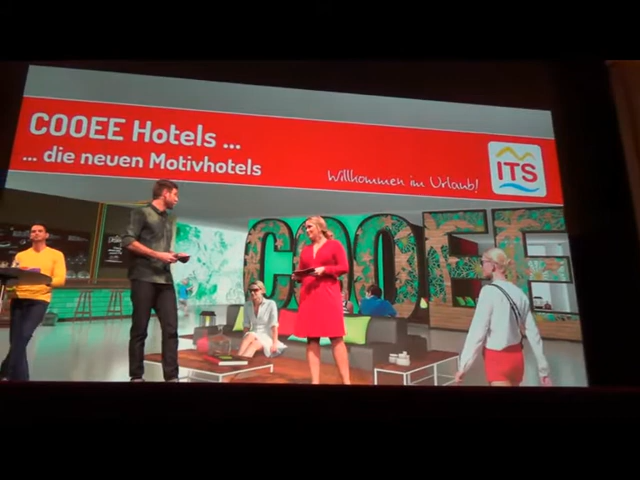 COOEE Hotels ...
... die neuen Motivhotels
Willkommen im Urlaub!
ITS
COOEE